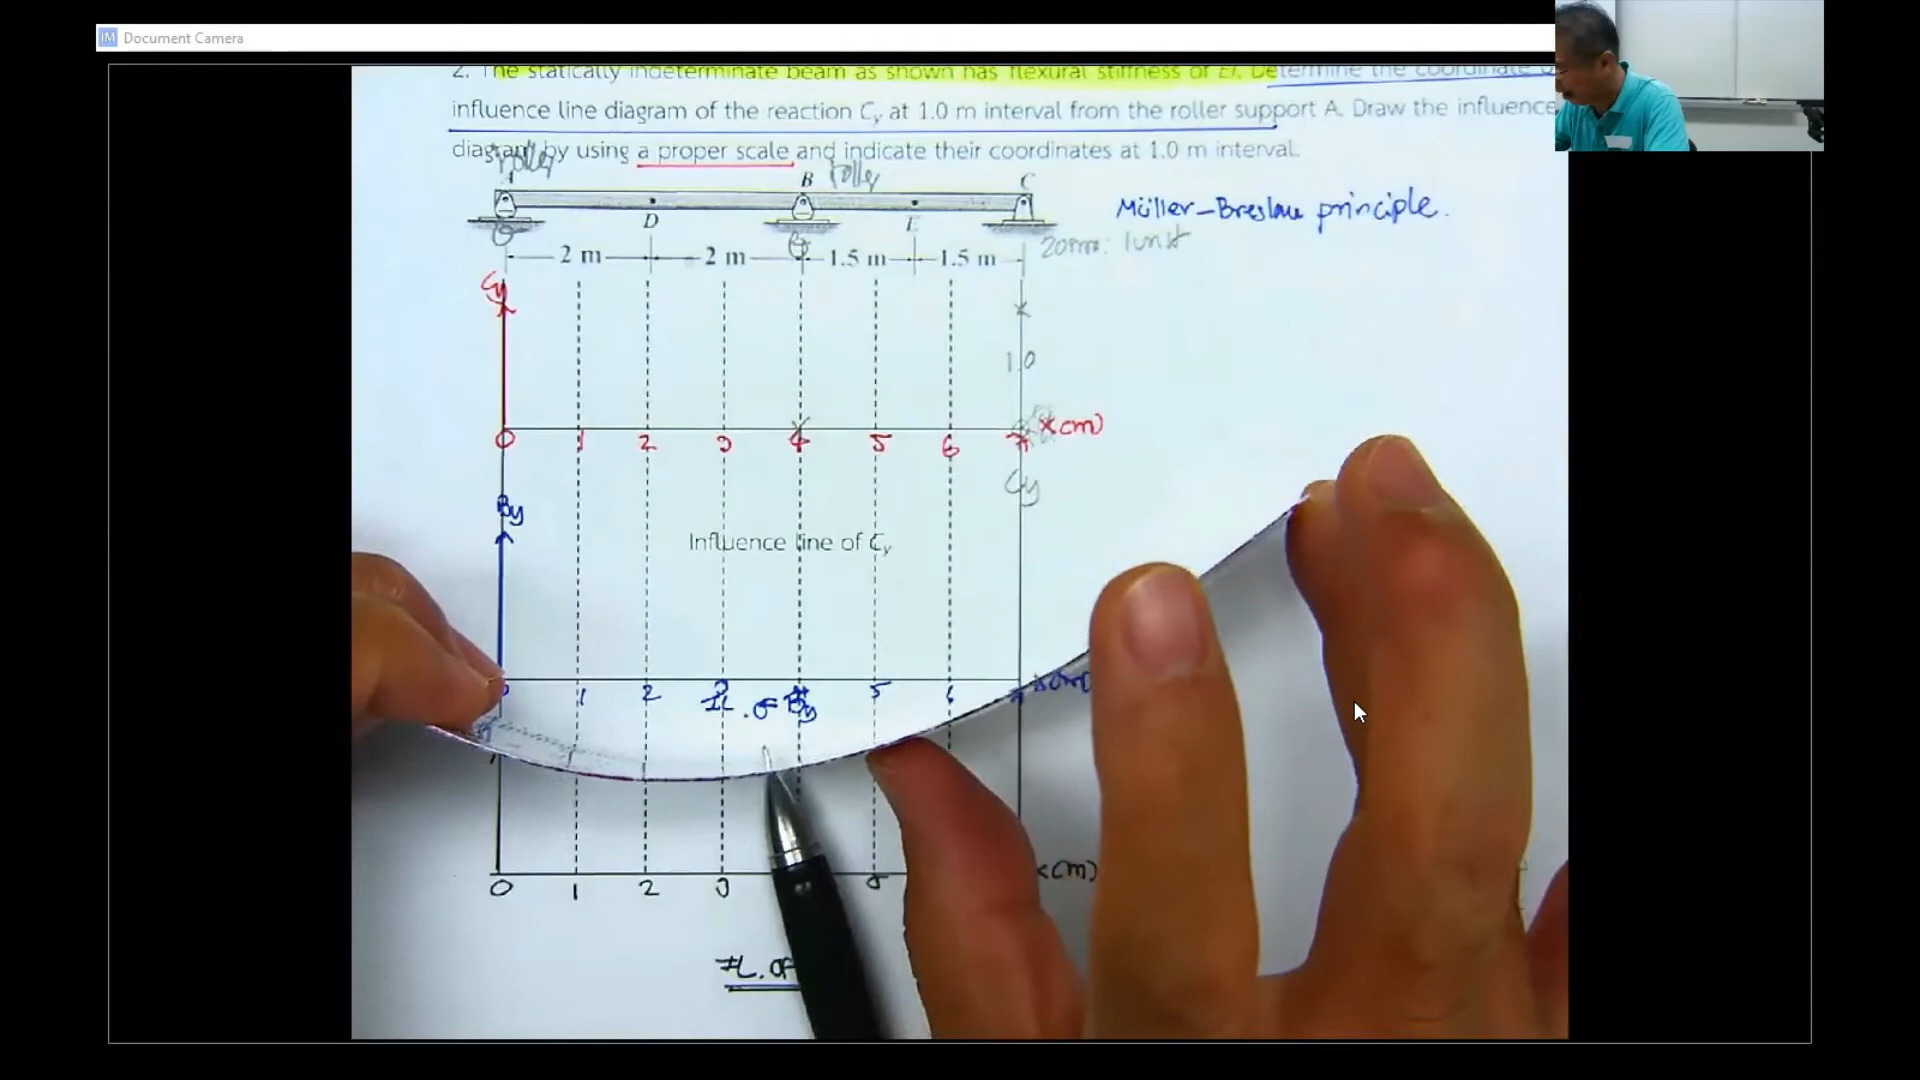 Document Camera
2. The statically indeterminate beam as shown has flexural stiffness of EI. Determine the coordinate
influence line diagram of the reaction Cy at 1.0 m interval from the roller support A. Draw the influence
diagram by using a proper scale and indicate their coordinates at 1.0 m interval.
roller
A B C
D E
Müller-Breslau principle.
20mm: 1unit
2 m 2 m 1.5 m 1.5 m
Cy
1.0
0 1 2 3 4 5 6 7 x(m)
Cy
By
Influence line of Cy
1 2 3 5 6
By
0 1 2 3 x(m)
IL. OF